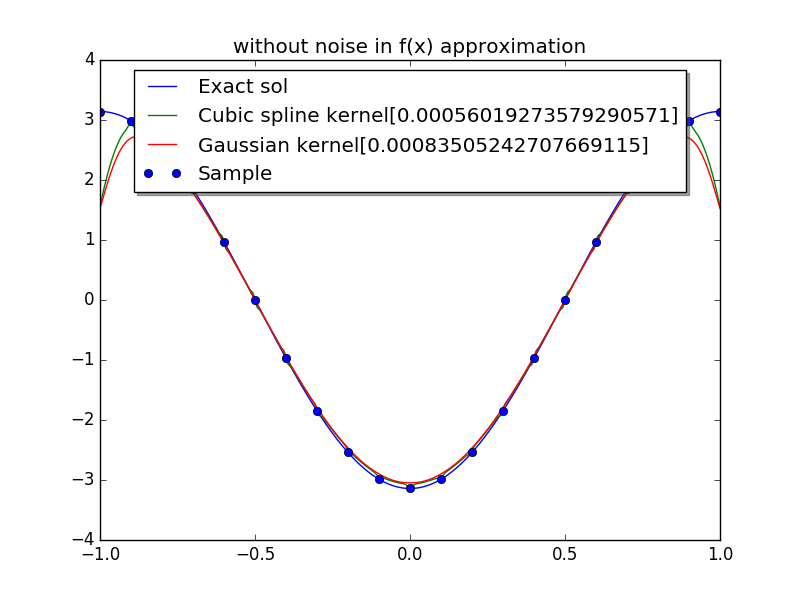 without noise in f(x) approximation
Exact sol
Cubic spline kernel[0.00056019273579290571]
Gaussian kernel[0.00083505242707669115]
Sample
4
3
2
1
0
−1
−2
−3
−4
−1.0
−0.5
0.0
0.5
1.0